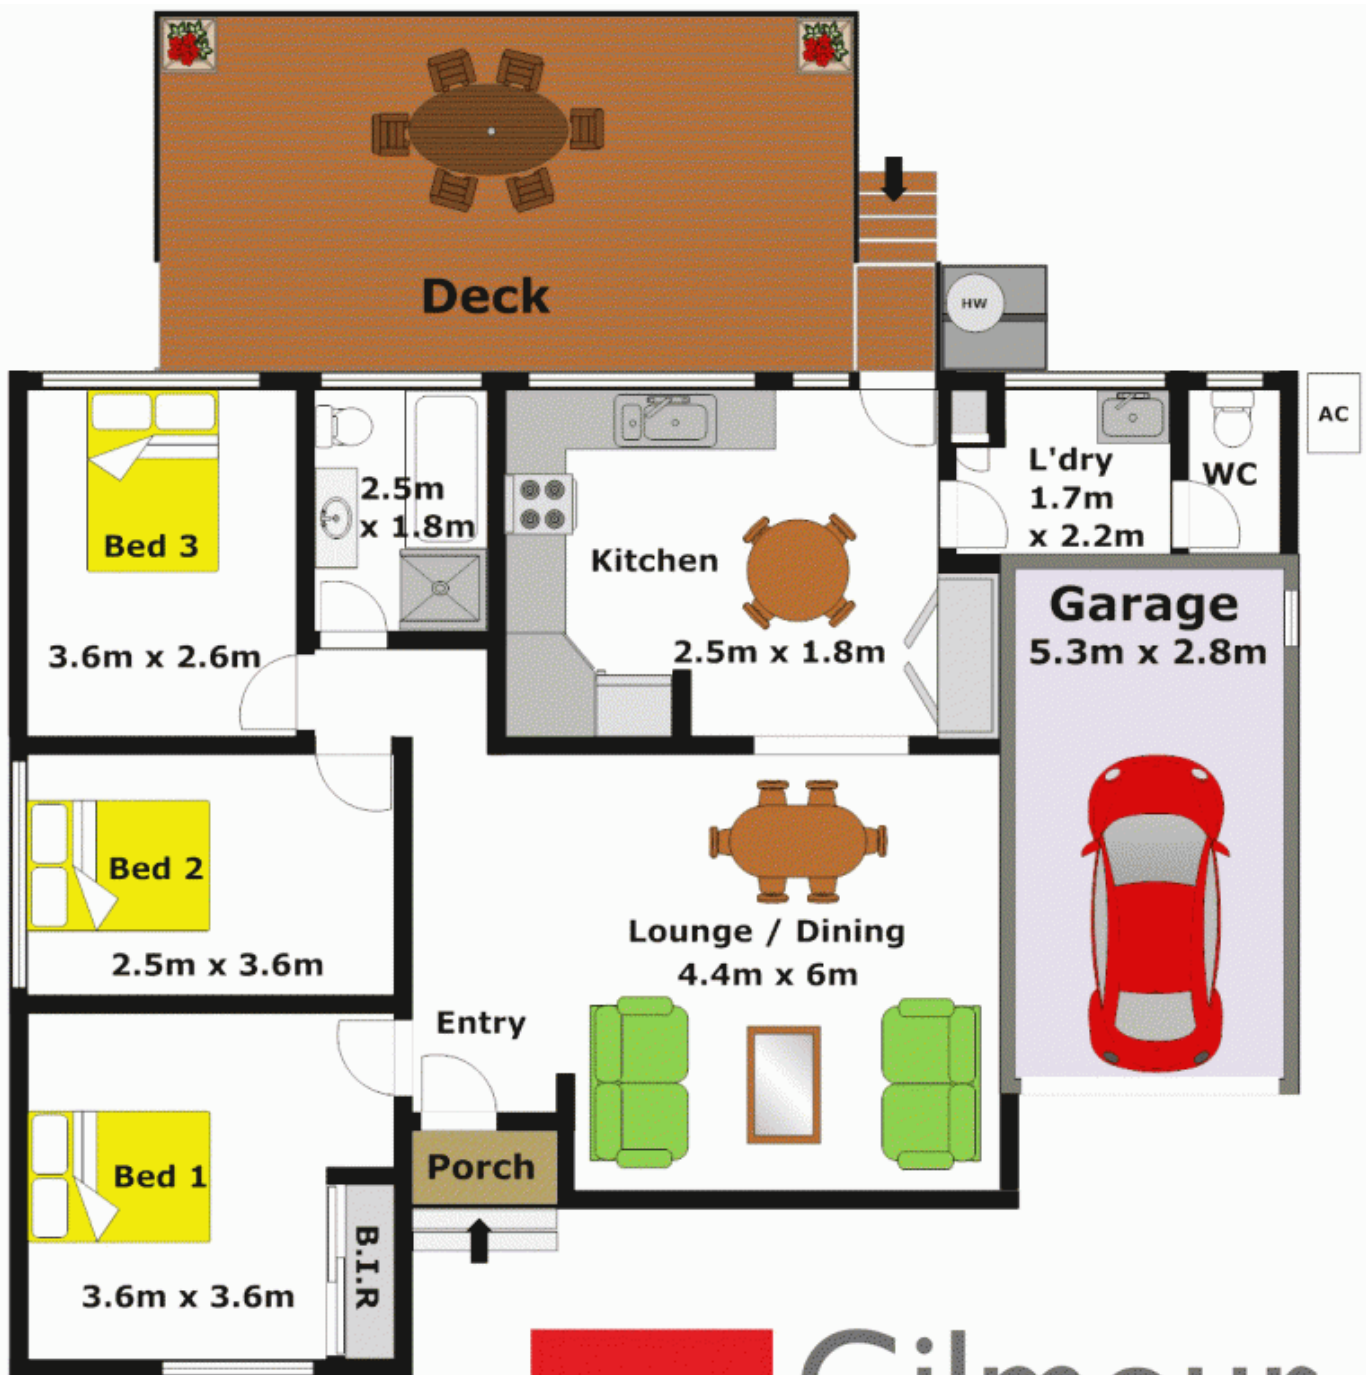 Deck
HW
AC
L'dry
1.7m
x 2.2m
WC
2.5m
x 1.8m
Bed 3
3.6m x 2.6m
Kitchen
2.5m x 1.8m
Garage
5.3m x 2.8m
Bed 2
2.5m x 3.6m
Lounge / Dining
4.4m x 6m
Entry
Porch
Bed 1
3.6m x 3.6m
B.I.R